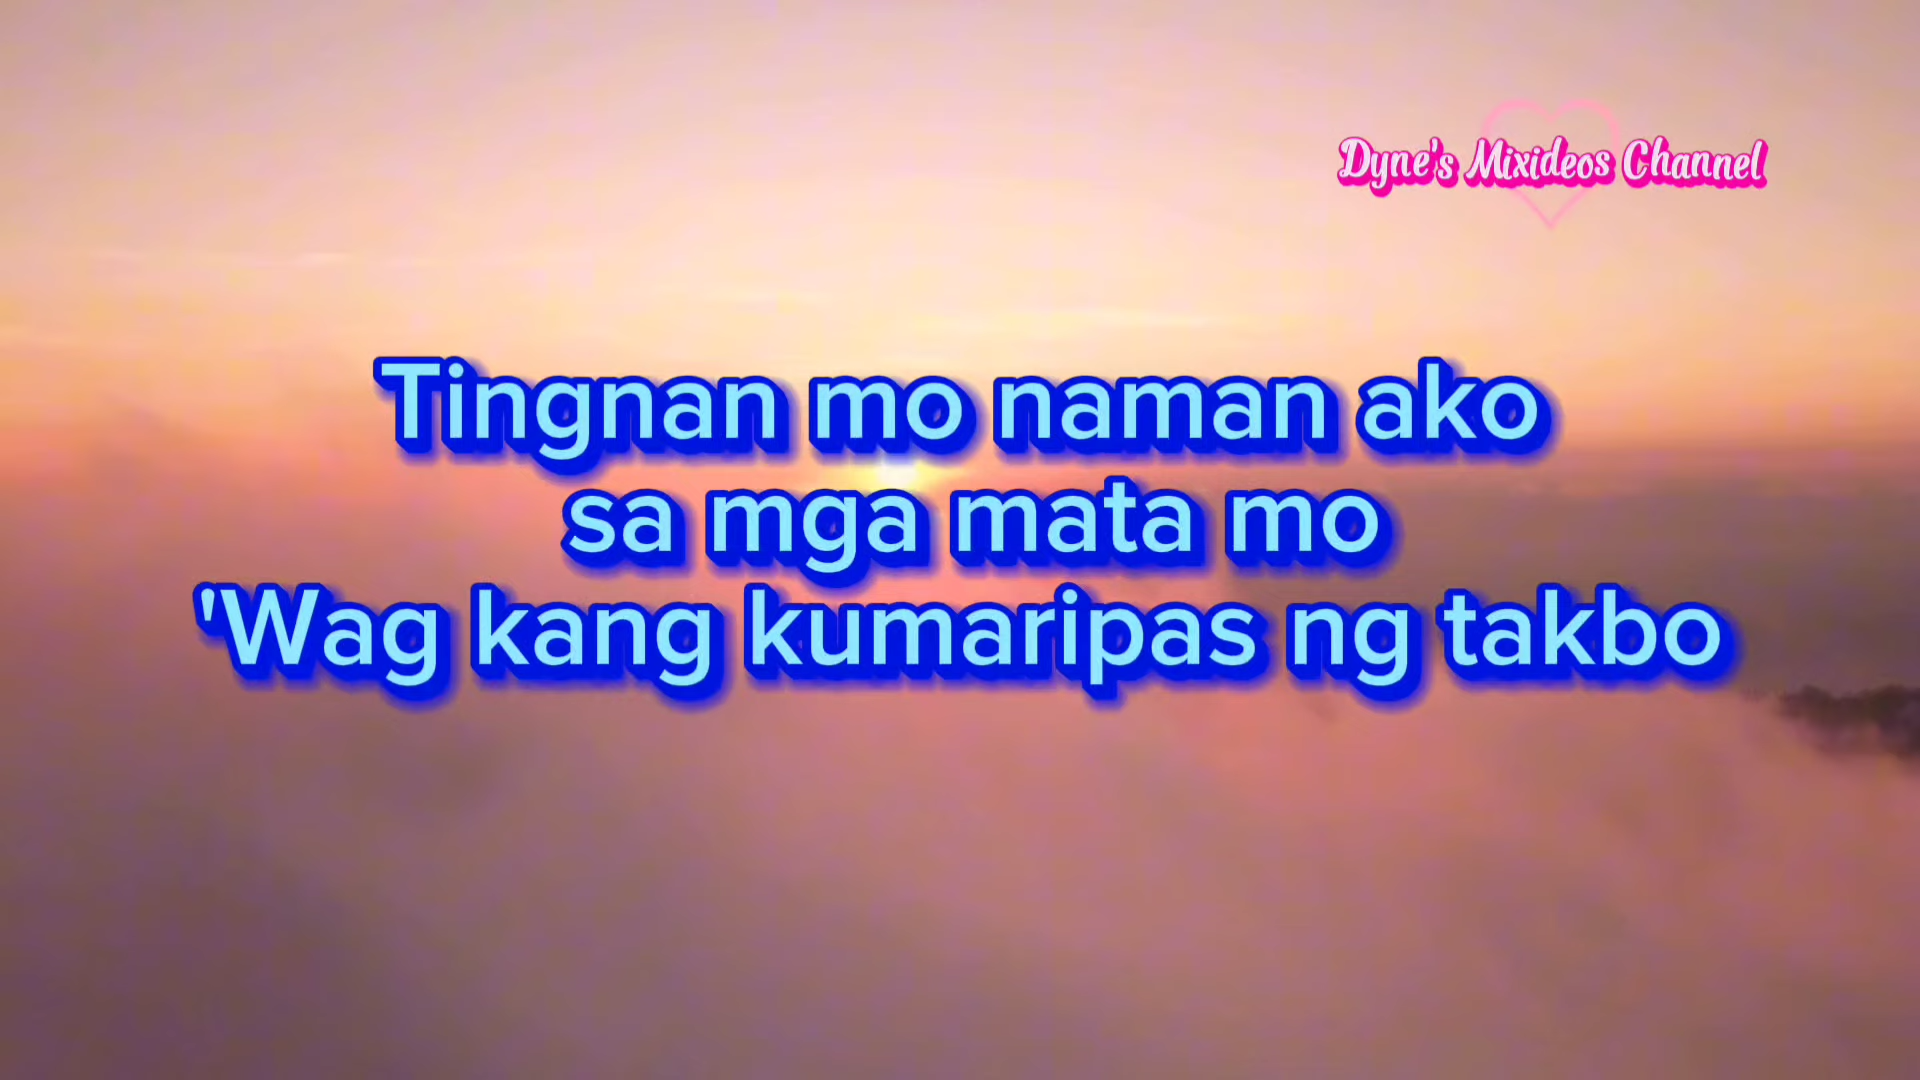 Dyne's Mixideos Channel
Tingnan mo naman ako
sa mga mata mo
'Wag kang kumaripas ng takbo